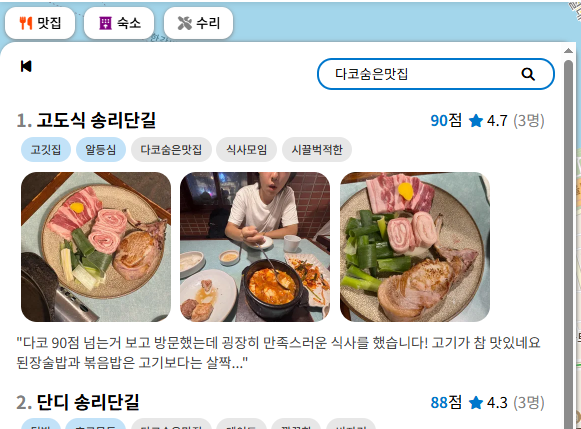 맛집 숙소 수리
다코숨은맛집
1. 고도식 송리단길 90점 4.7 (3명)
고깃집 알등심 다코숨은맛집 식사모임 시끌벅적한
"다코 90점 넘는거 보고 방문했는데 굉장히 만족스러운 식사를 했습니다! 고기가 참 맛있네요
된장술밥과 볶음밥은 고기보다는 살짝..."
2. 단디 송리단길 88점 4.3 (3명)